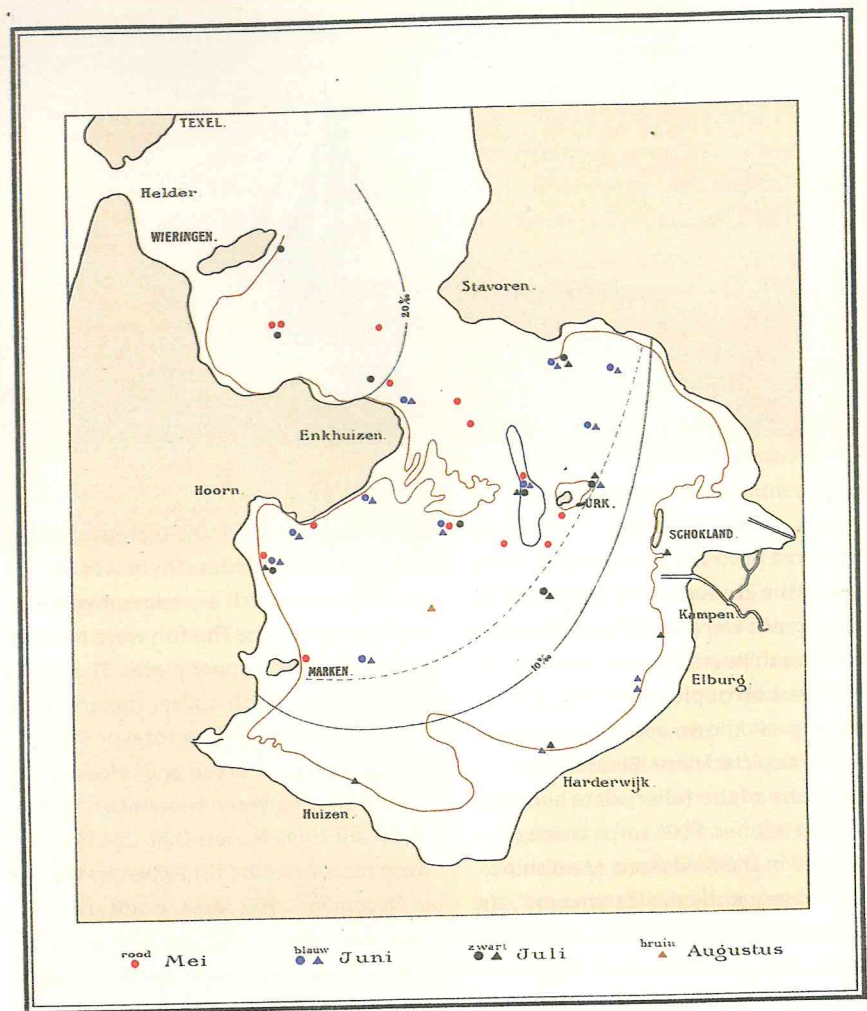 TEXEL.
Helder
WIERINGEN.
Stavoren.
20‰
Enkhuizen.
Hoorn.
URK.
SCHOKLAND.
Kampen.
MARKEN.
10‰
Elburg.
Harderwijk.
Huizen.
rood Mei
blauw Juni
zwart Juli
bruin Augustus